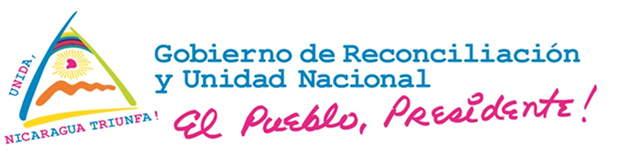 UNIDA,
NICARAGUA TRIUNFA!
Gobierno de Reconciliación
y Unidad Nacional
El Pueblo, Presidente!